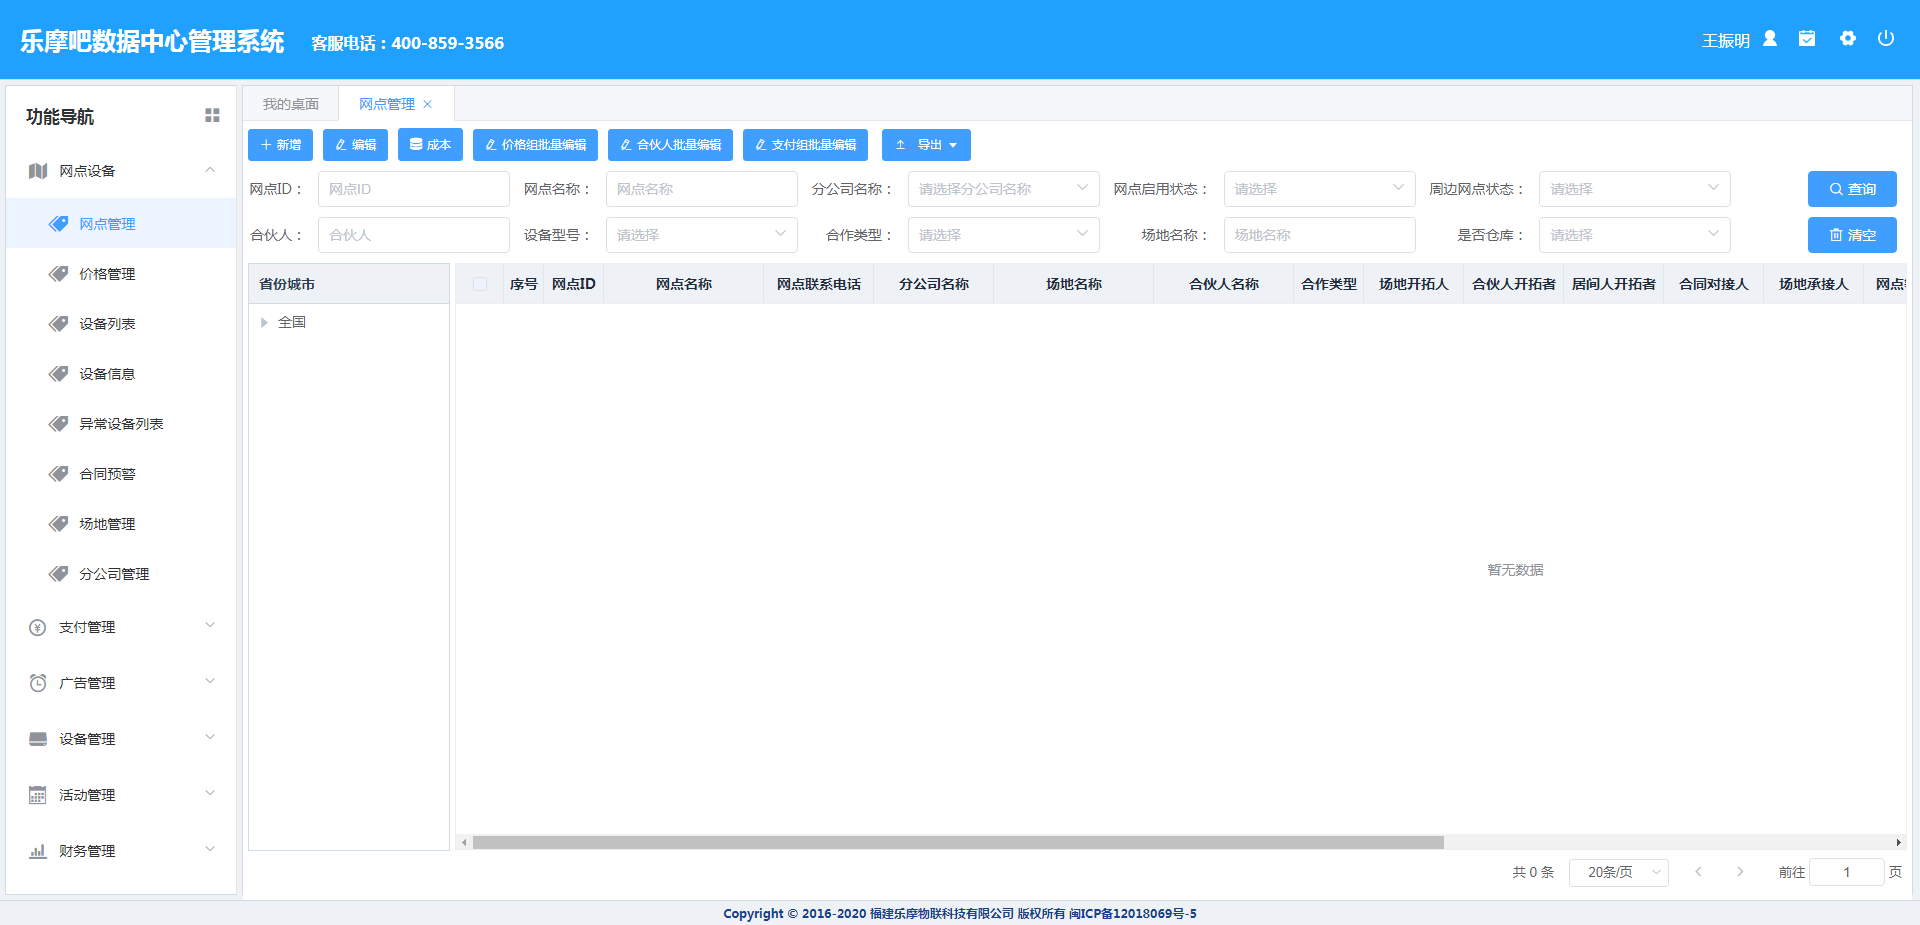 乐摩吧数据中心管理系统 客服电话：400-859-3566 王振明
功能导航
网点设备
网点管理
价格管理
设备列表
设备信息
异常设备列表
合同预警
场地管理
分公司管理
支付管理
广告管理
设备管理
活动管理
财务管理
我的桌面 网点管理
新增 编辑 成本 价格组批量编辑 合伙人批量编辑 支付组批量编辑 导出
网点ID： 网点ID 网点名称： 网点名称 分公司名称： 请选择分公司名称 网点启用状态： 请选择 周边网点状态： 请选择 查询
合伙人： 合伙人 设备型号： 请选择 合作类型： 请选择 场地名称： 场地名称 是否仓库： 请选择 清空
省份城市 序号 网点ID 网点名称 网点联系电话 分公司名称 场地名称 合伙人名称 合作类型 场地开拓人 合伙人开拓者 居间人开拓者 合同对接人 场地承接人 网点
全国
暂无数据
共 0 条 20条/页 前往 1 页
Copyright © 2016-2020 福建乐摩物联科技有限公司 版权所有 闽ICP备12018069号-5